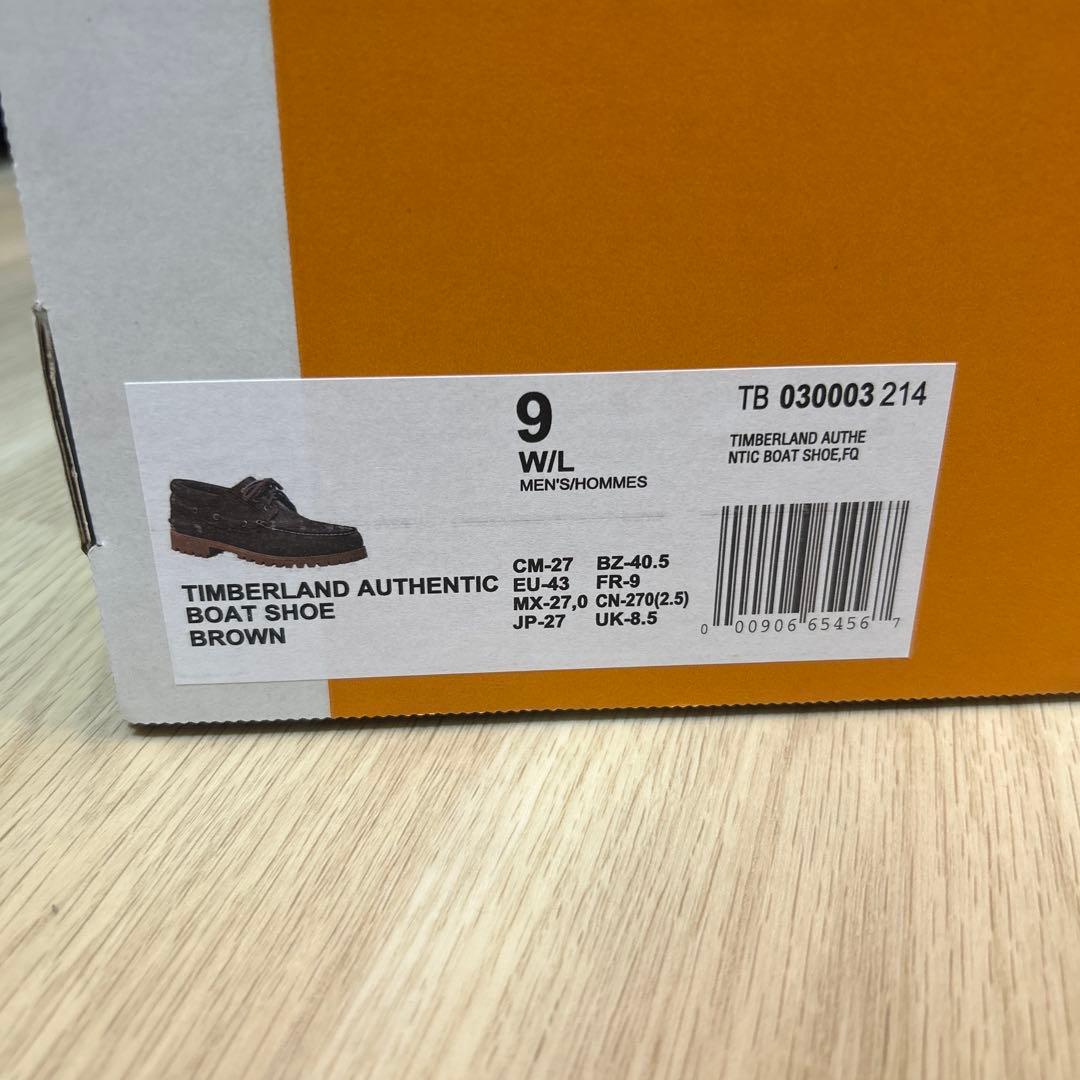 9
W/L
MEN'S/HOMMES
TB 030003 214
TIMBERLAND AUTHE
NTIC BOAT SHOE,FQ
TIMBERLAND AUTHENTIC
BOAT SHOE
BROWN
CM-27 BZ-40.5
EU-43 FR-9
MX-27,0 CN-270(2.5)
JP-27 UK-8.5
0 00906 65456 7